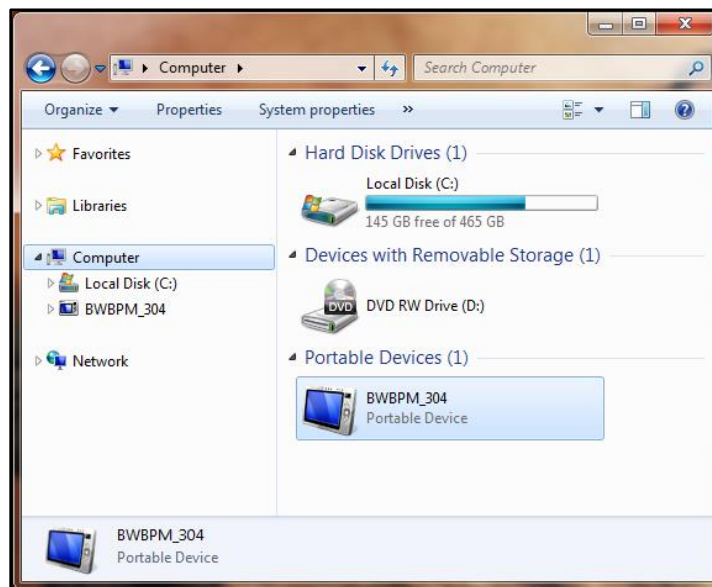 Computer
Search Computer
Organize Properties System properties »
Favorites
Libraries
Computer
Local Disk (C:)
BWBPM_304
Network
Hard Disk Drives (1)
Local Disk (C:)
145 GB free of 465 GB
Devices with Removable Storage (1)
DVD
DVD RW Drive (D:)
Portable Devices (1)
BWBPM_304
Portable Device
BWBPM_304
Portable Device